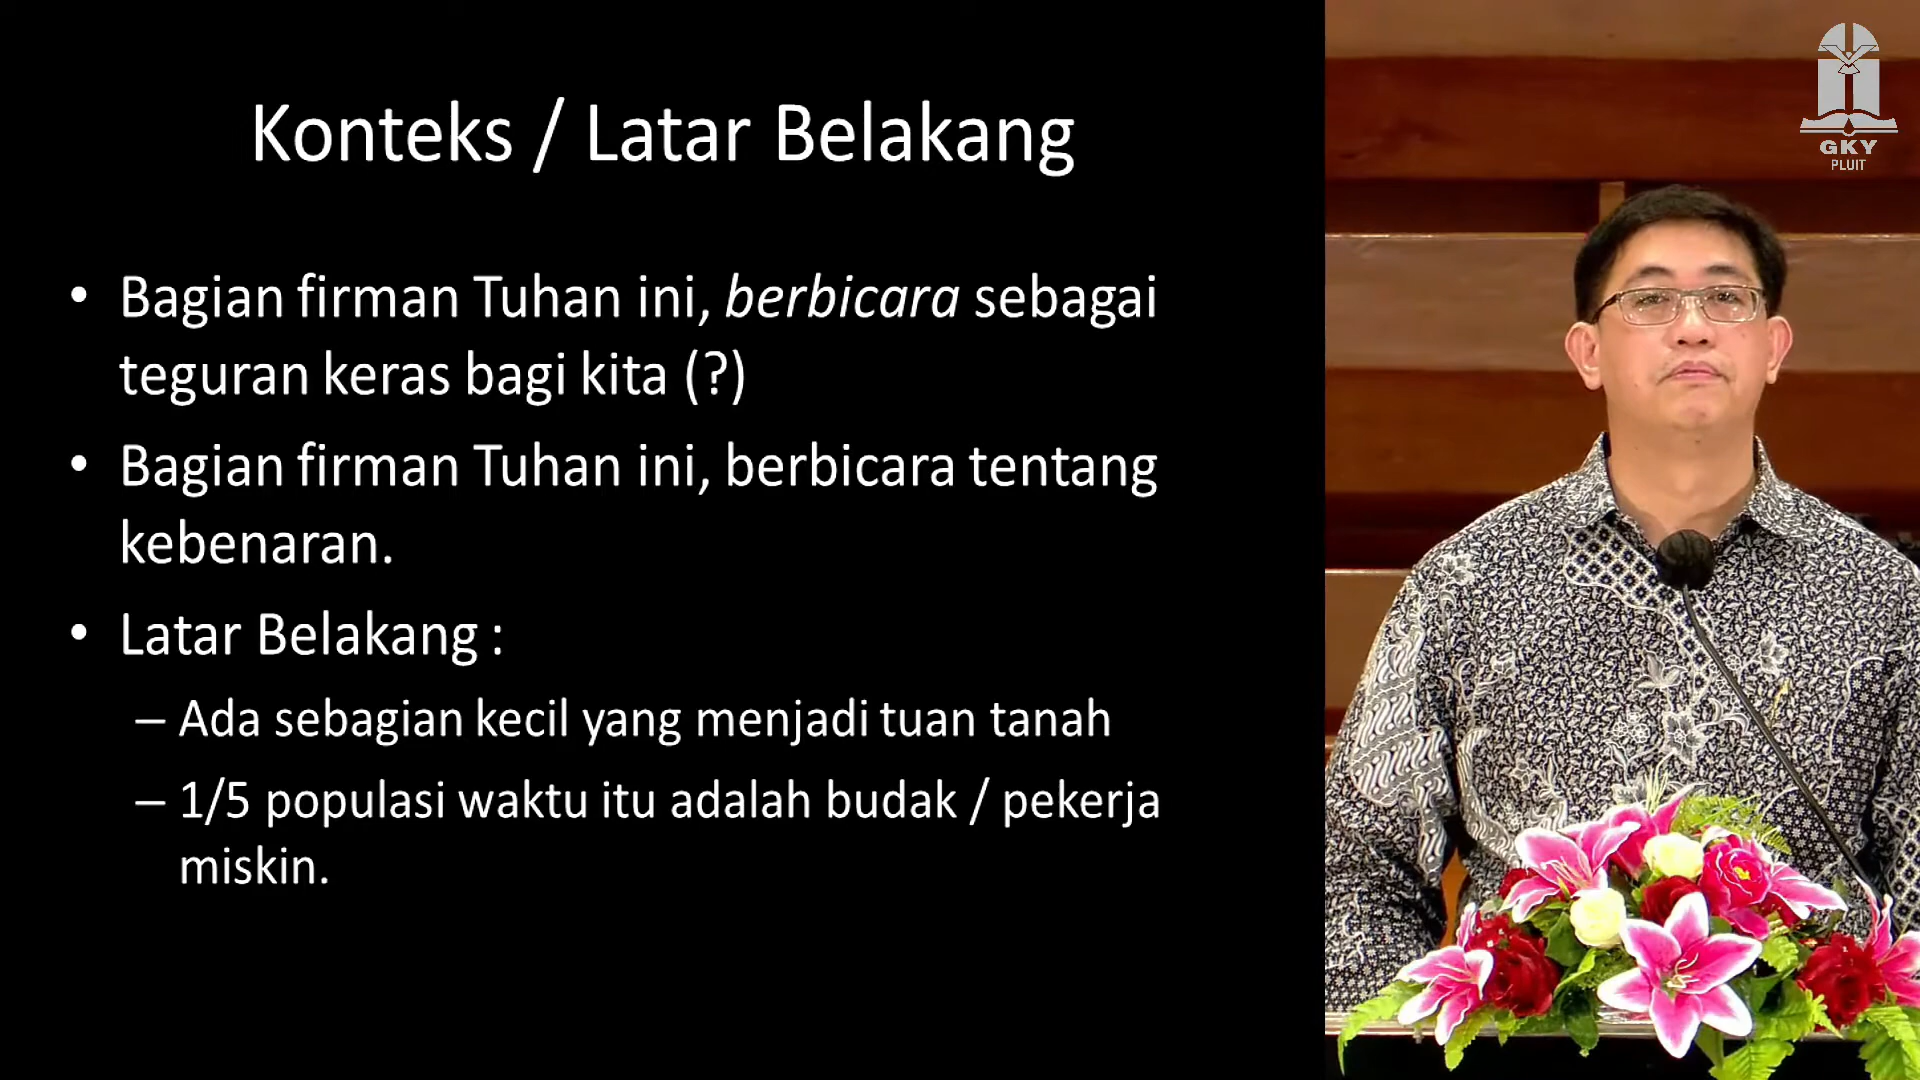 Konteks / Latar Belakang
• Bagian firman Tuhan ini, berbicara sebagai
teguran keras bagi kita (?)
• Bagian firman Tuhan ini, berbicara tentang
kebenaran.
• Latar Belakang :
– Ada sebagian kecil yang menjadi tuan tanah
– 1/5 populasi waktu itu adalah budak / pekerja
miskin.
GKY
PLUIT